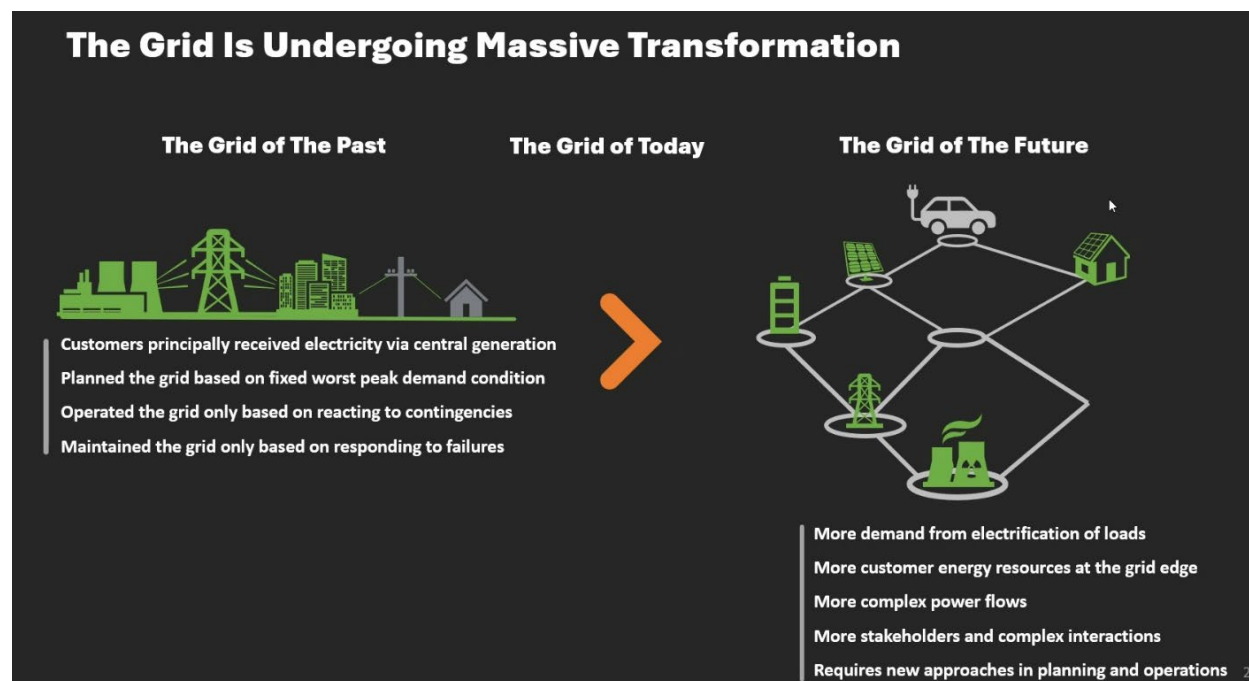 The Grid Is Undergoing Massive Transformation
The Grid of The Past
The Grid of Today
The Grid of The Future
Customers principally received electricity via central generation
Planned the grid based on fixed worst peak demand condition
Operated the grid only based on reacting to contingencies
Maintained the grid only based on responding to failures
More demand from electrification of loads
More customer energy resources at the grid edge
More complex power flows
More stakeholders and complex interactions
Requires new approaches in planning and operations
2